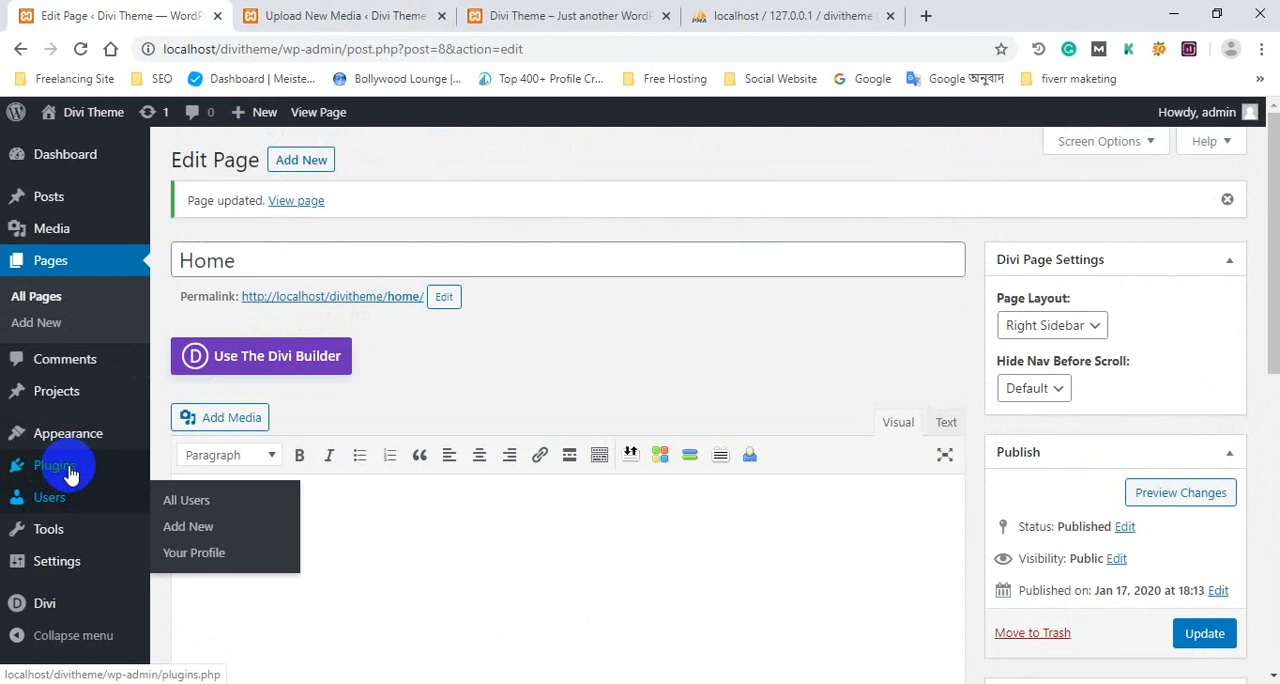 Edit Page ‹ Divi Theme — WordP
Upload New Media ‹ Divi Theme
Divi Theme – Just another WordP
localhost / 127.0.0.1 / divitheme
localhost/divitheme/wp-admin/post.php?post=8&action=edit
Freelancing Site
SEO
Dashboard | Meiste...
Bollywood Lounge |...
Top 400+ Profile Cr...
Free Hosting
Social Website
Google
Google অনুবাদ
fiverr maketing
Divi Theme
1
0
New
View Page
Howdy, admin
Dashboard
Posts
Media
Pages
All Pages
Add New
Comments
Projects
Appearance
Plugins
Users
Tools
Settings
Divi
Collapse menu
All Users
Add New
Your Profile
Screen Options
Help
Edit Page
Add New
Page updated. View page
Home
Permalink: http://localhost/divitheme/home/ Edit
D Use The Divi Builder
Add Media
Visual
Text
Paragraph
B
I
Divi Page Settings
Page Layout:
Right Sidebar
Hide Nav Before Scroll:
Default
Publish
Preview Changes
Status: Published Edit
Visibility: Public Edit
Published on: Jan 17, 2020 at 18:13 Edit
Move to Trash
Update
localhost/divitheme/wp-admin/plugins.php